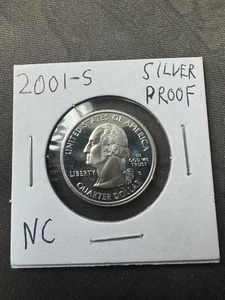 2001-S
SILVER
PROOF
UNITED STATES OF AMERICA
LIBERTY
IN
GOD WE
TRUST
S
QUARTER DOLLAR
NC